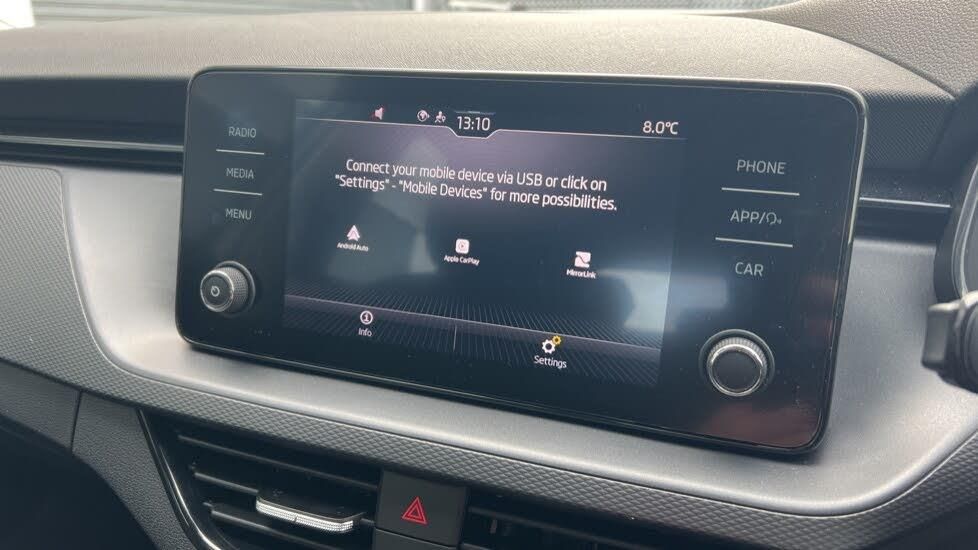 RADIO
MEDIA
MENU
13:10
8.0°C
Connect your mobile device via USB or click on
"Settings" - "Mobile Devices" for more possibilities.
Android Auto
Apple CarPlay
MirrorLink
Info
Settings
PHONE
APP/
CAR